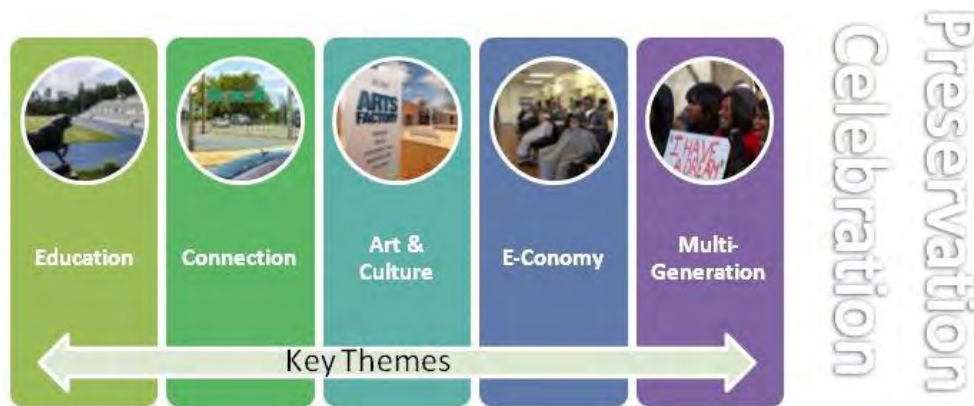 ARTS
FACTORY
I HAVE
A DREAM
Education
Connection
Art &
Culture
E-Conomy
Multi-
Generation
Key Themes
Celebration
Preservation